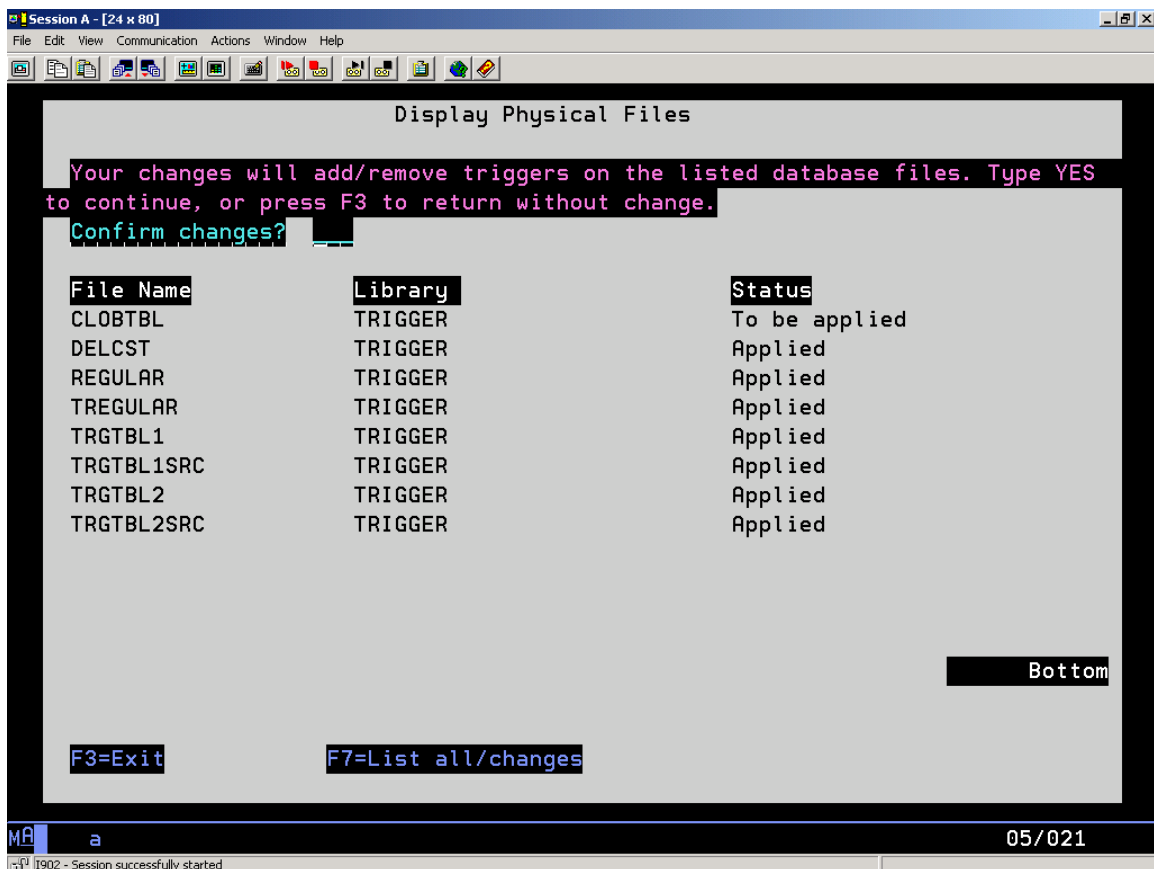 Session A - [24 x 80]
File Edit View Communication Actions Window Help
Display Physical Files
Your changes will add/remove triggers on the listed database files. Type YES
to continue, or press F3 to return without change.
Confirm changes? ___
File Name Library Status
CLOBTBL TRIGGER To be applied
DELCST TRIGGER Applied
REGULAR TRIGGER Applied
TREGULAR TRIGGER Applied
TRGTBL1 TRIGGER Applied
TRGTBL1SRC TRIGGER Applied
TRGTBL2 TRIGGER Applied
TRGTBL2SRC TRIGGER Applied
Bottom
F3=Exit F7=List all/changes
MA a 05/021
I902 - Session successfully started